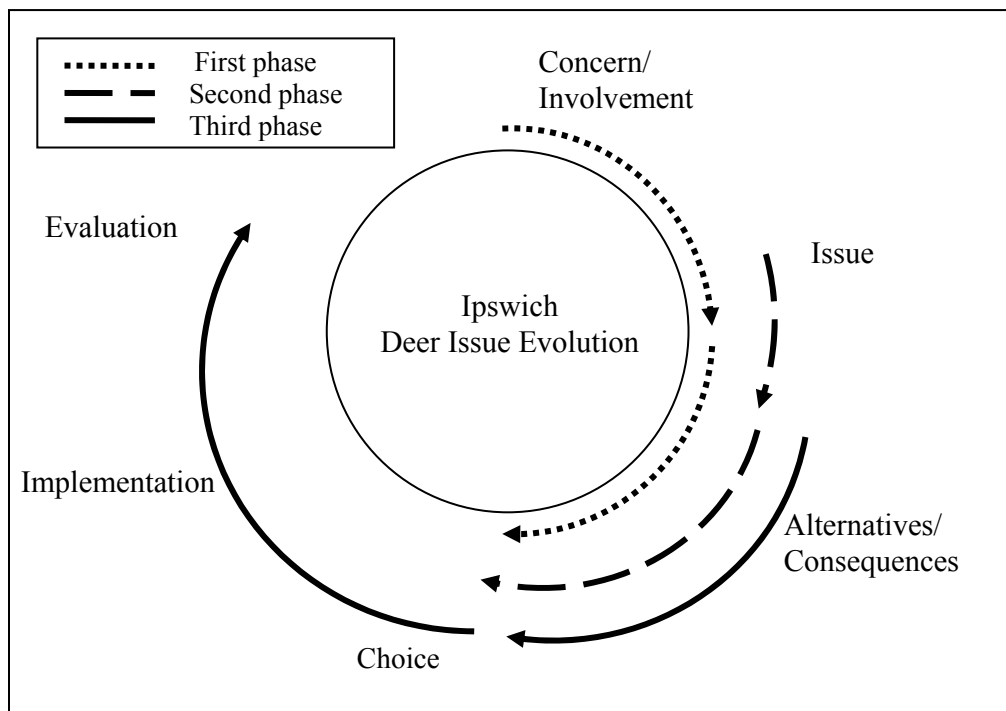 First phase
Second phase
Third phase
Concern/
Involvement
Evaluation
Issue
Ipswich
Deer Issue Evolution
Implementation
Alternatives/
Consequences
Choice